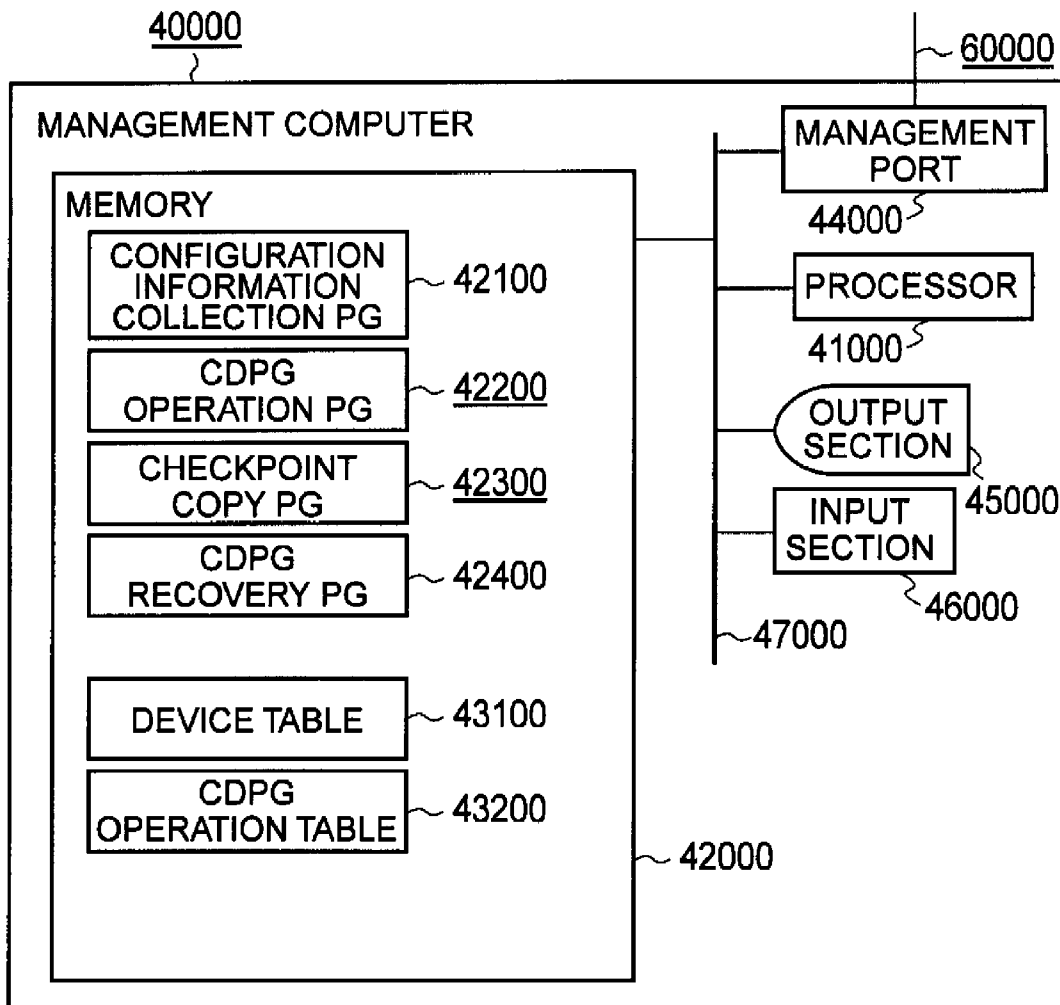 40000
60000
MANAGEMENT COMPUTER
MEMORY
CONFIGURATION
INFORMATION
COLLECTION PG
42100
CDPG
OPERATION PG
42200
CHECKPOINT
COPY PG
42300
CDPG
RECOVERY PG
42400
DEVICE TABLE
43100
CDPG
OPERATION TABLE
43200
42000
MANAGEMENT
PORT
44000
PROCESSOR
41000
OUTPUT
SECTION
45000
INPUT
SECTION
46000
47000